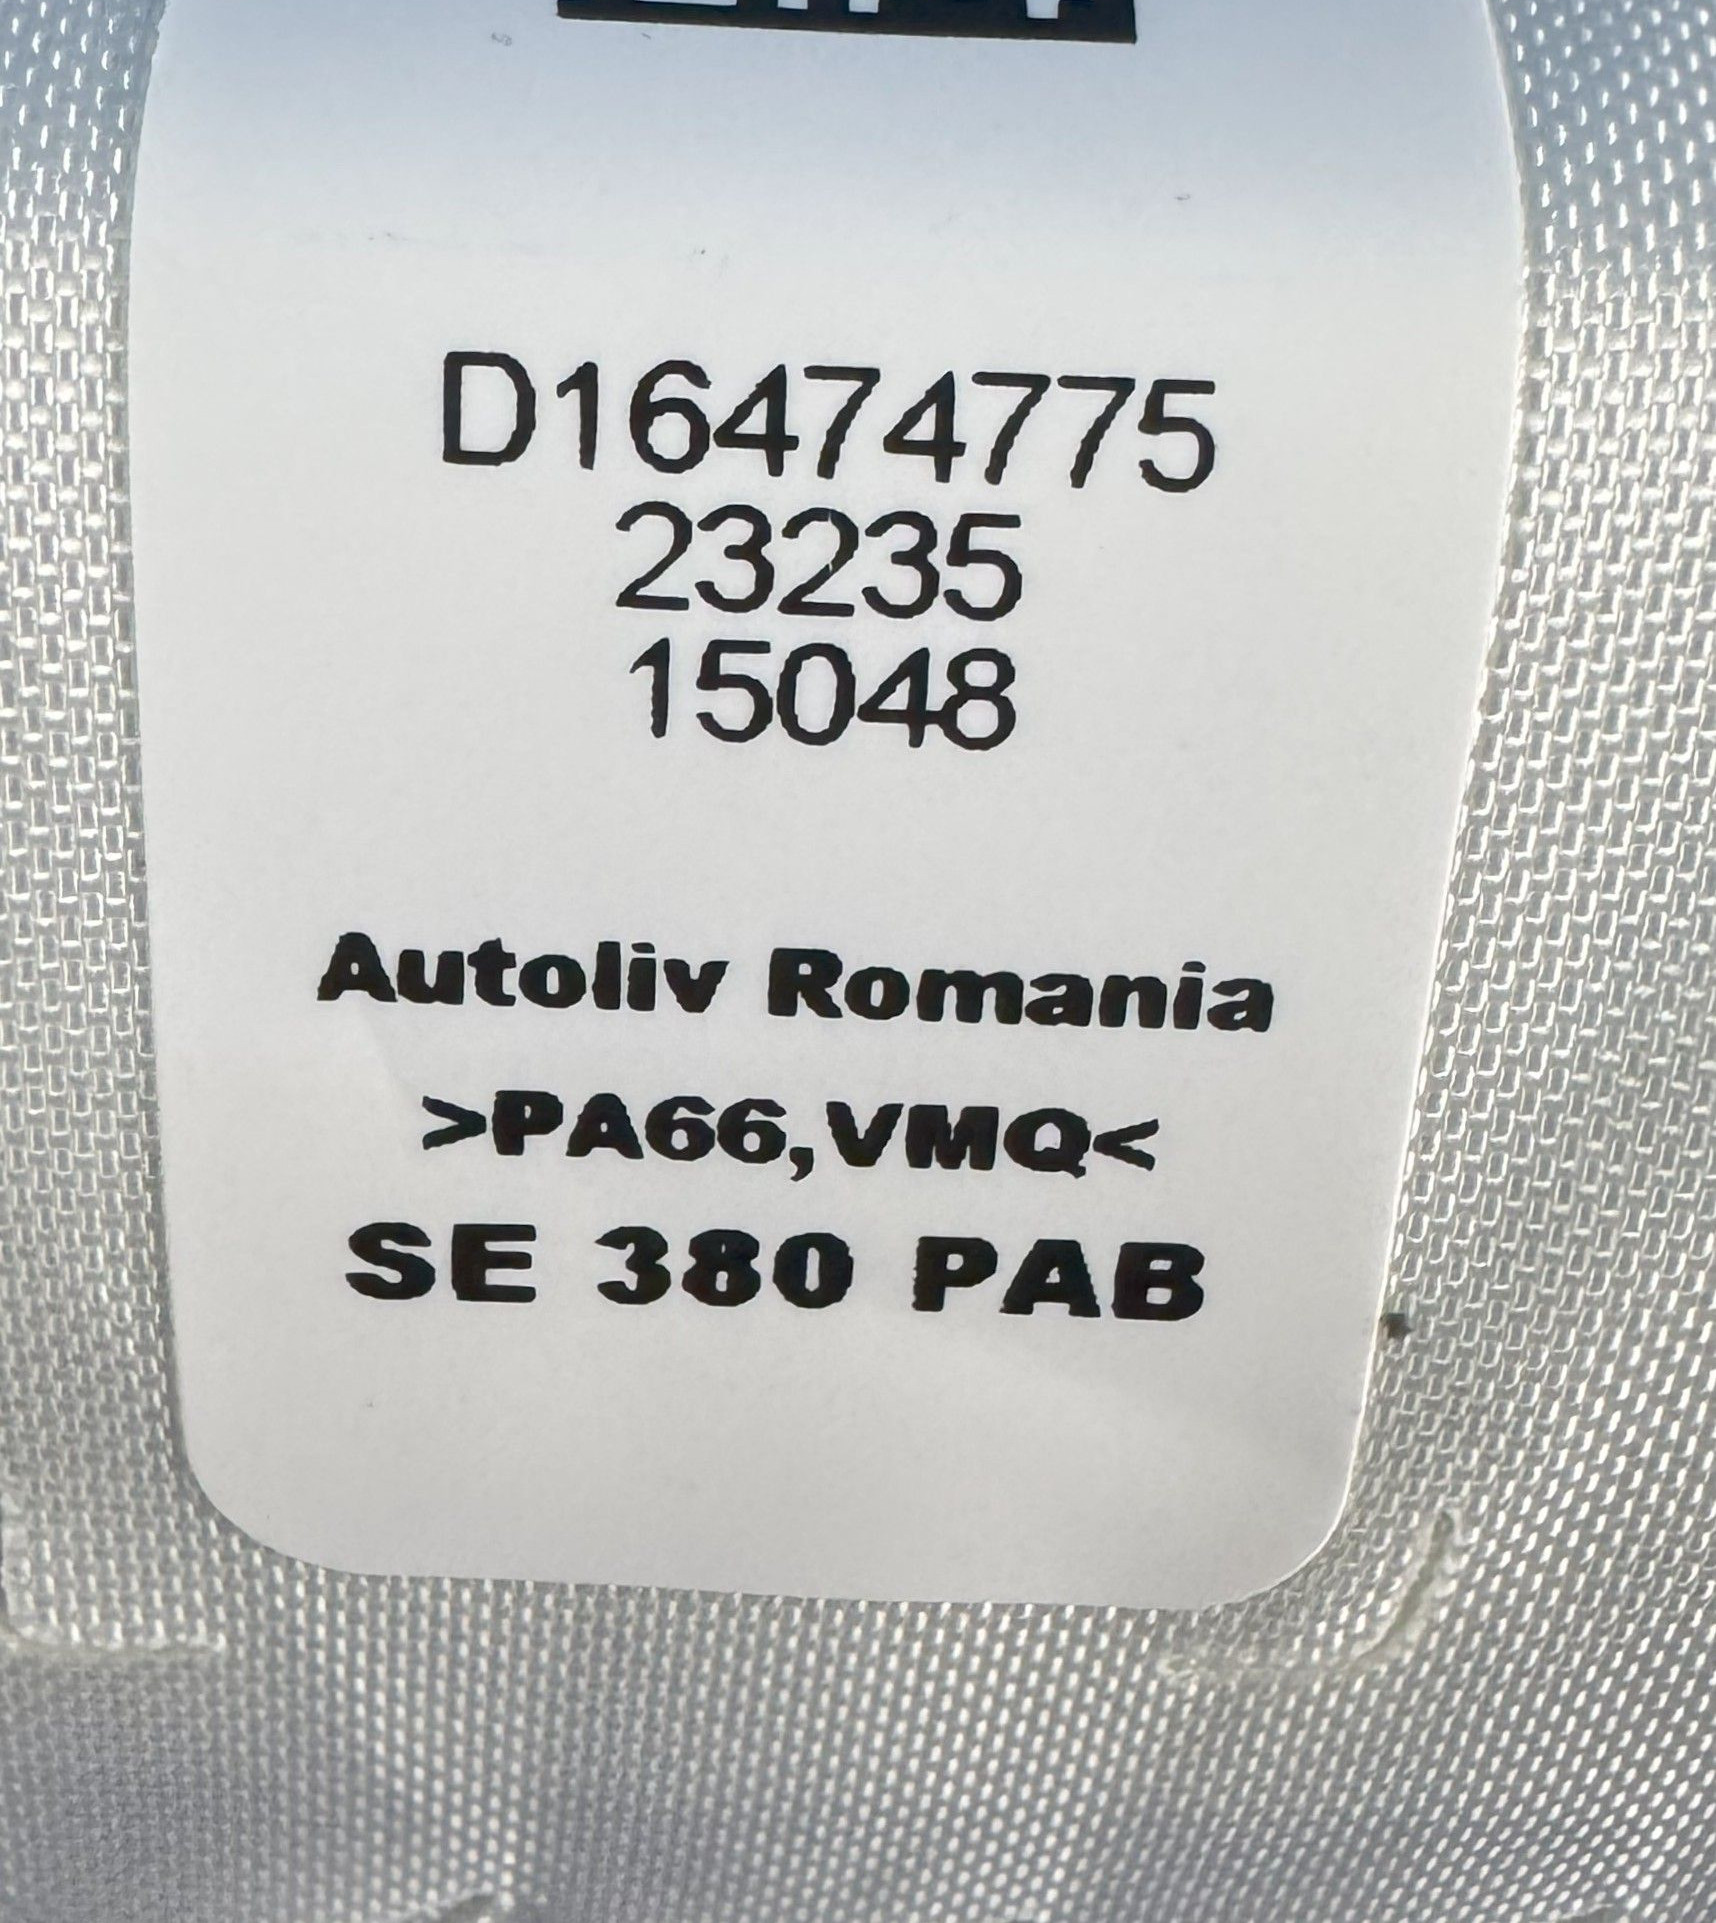 D16474775
23235
15048
Autoliv Romania
>PA66,VMQ<
SE 380 PAB